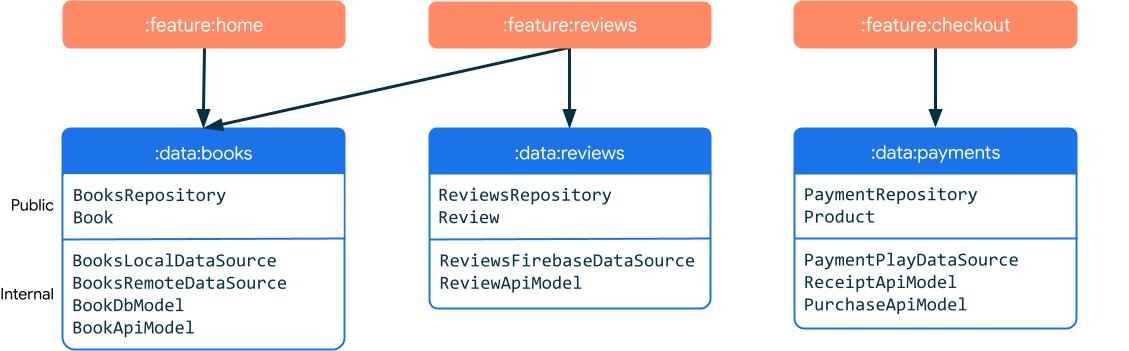 :feature:home
:feature:reviews
:feature:checkout
:data:books
:data:reviews
:data:payments
Public
BooksRepository
Book
ReviewsRepository
Review
PaymentRepository
Product
Internal
BooksLocalDataSource
BooksRemoteDataSource
BookDbModel
BookApiModel
ReviewsFirebaseDataSource
ReviewApiModel
PaymentPlayDataSource
ReceiptApiModel
PurchaseApiModel